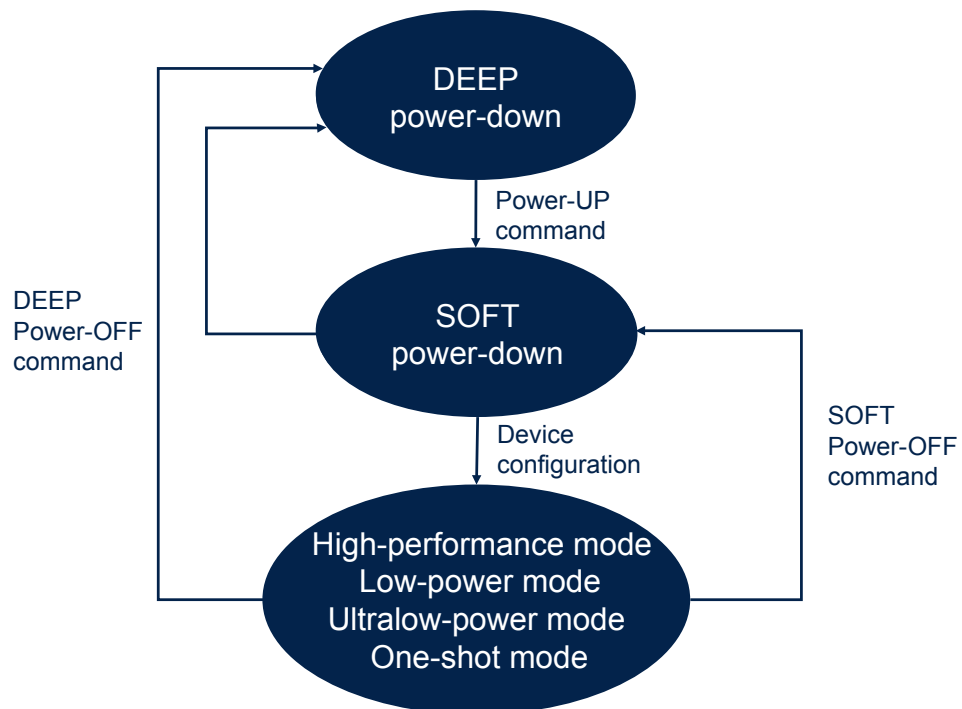 DEEP
power-down
Power-UP
command
DEEP
Power-OFF
command
SOFT
power-down
SOFT
Power-OFF
command
Device
configuration
High-performance mode
Low-power mode
Ultralow-power mode
One-shot mode